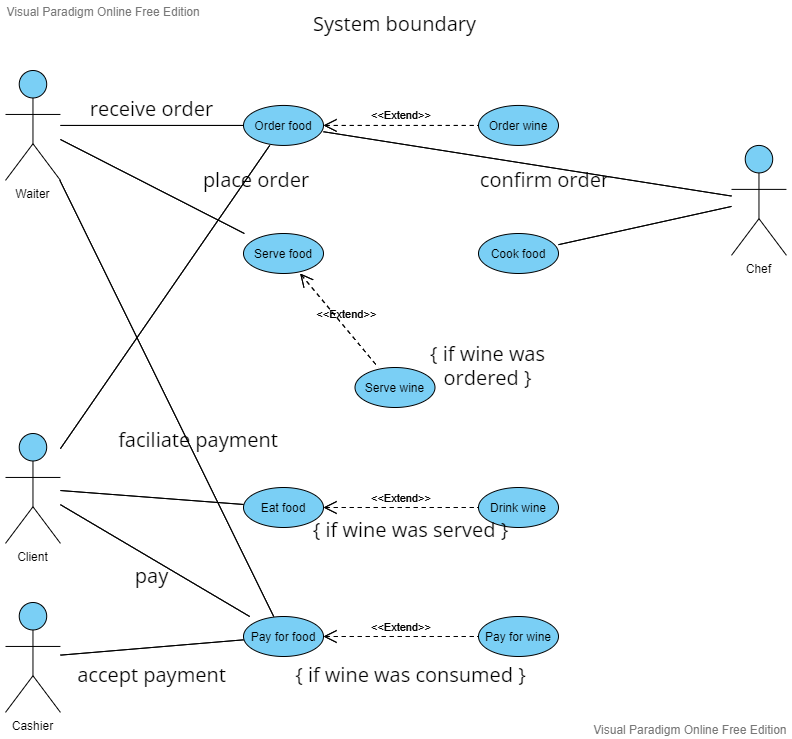 Visual Paradigm Online Free Edition
System boundary
receive order
Order food
<<Extend>>
Order wine
Waiter
place order
confirm order
Chef
Serve food
Cook food
<<Extend>>
{ if wine was
ordered }
Serve wine
faciliate payment
Client
Eat food
<<Extend>>
Drink wine
{ if wine was served }
pay
Pay for food
<<Extend>>
Pay for wine
accept payment
{ if wine was consumed }
Cashier
Visual Paradigm Online Free Edition